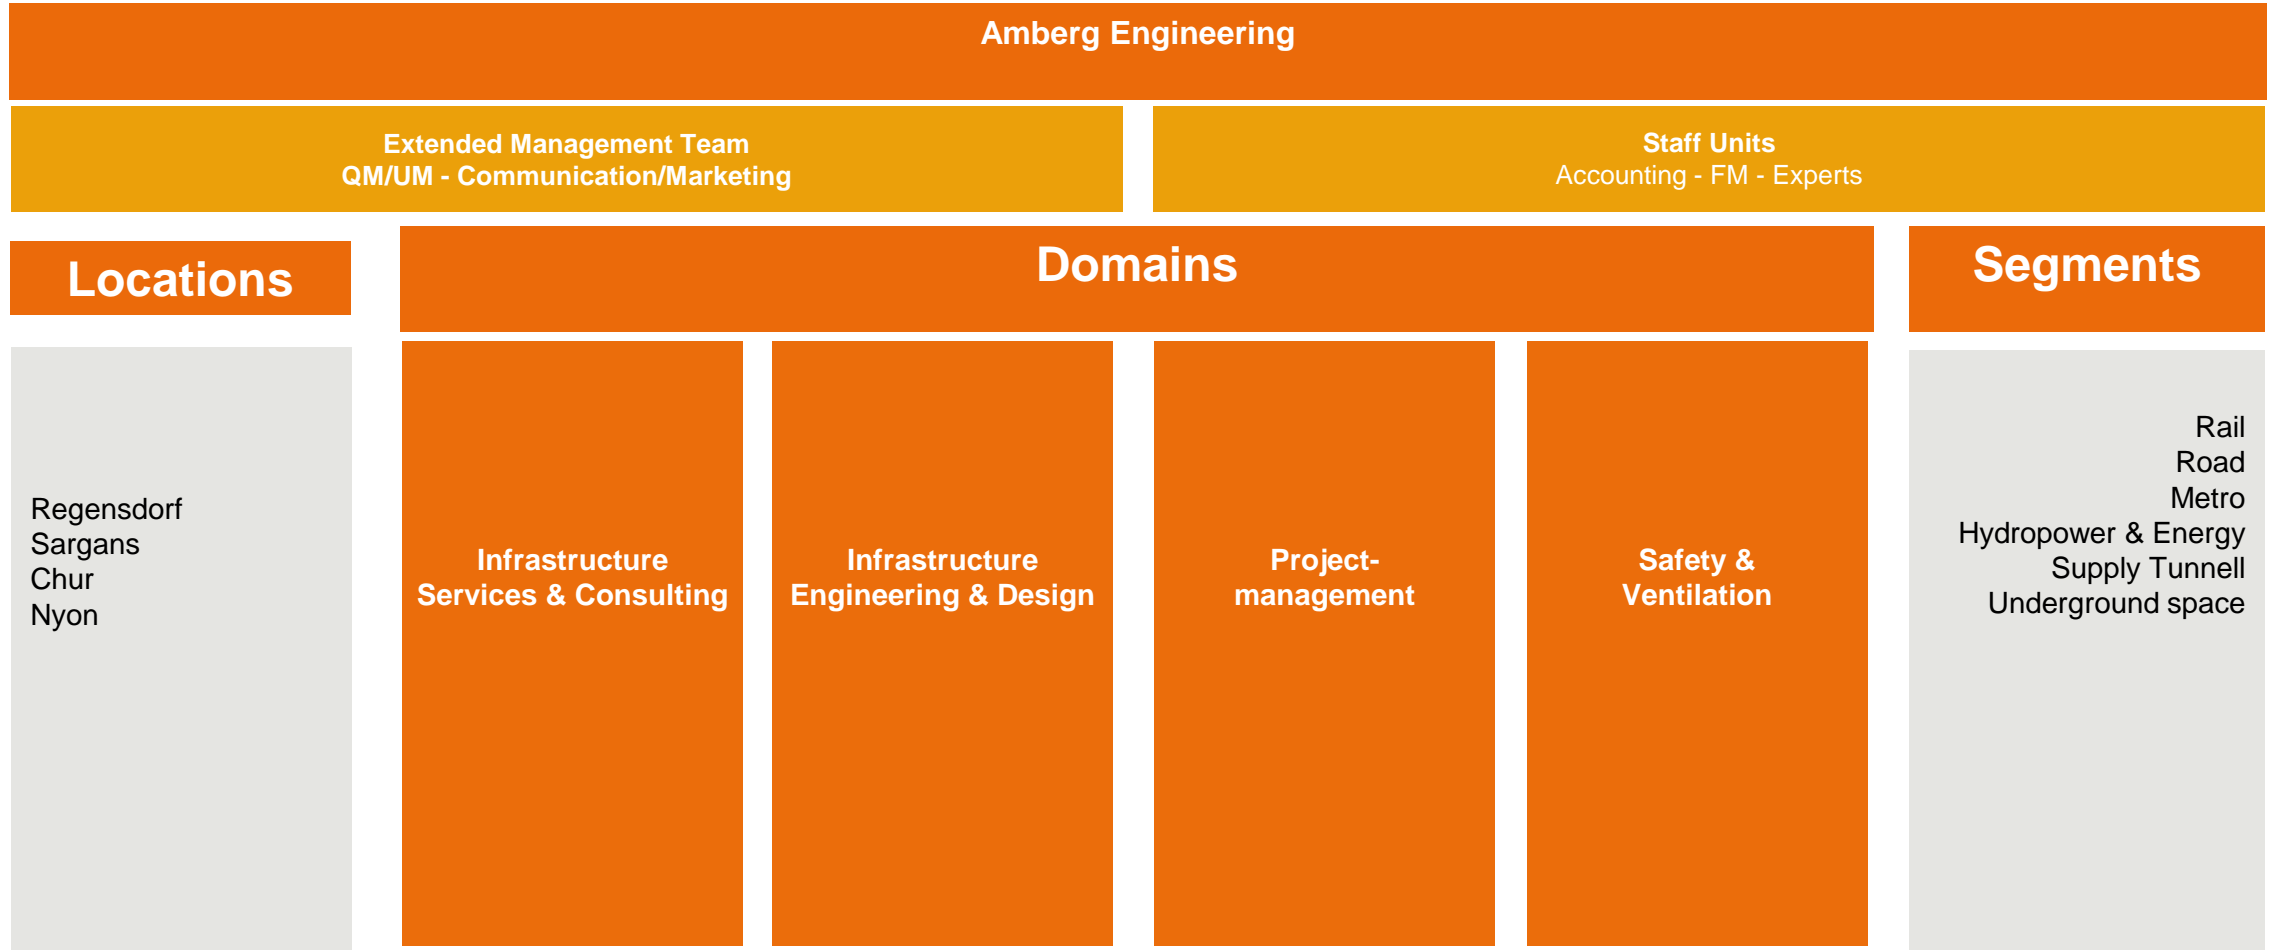 Amberg Engineering
Extended Management Team
QM/UM - Communication/Marketing
Staff Units
Accounting - FM - Experts
Locations
Domains
Segments
Regensdorf
Sargans
Chur
Nyon
Infrastructure
Services & Consulting
Infrastructure
Engineering & Design
Project-
management
Safety &
Ventilation
Rail
Road
Metro
Hydropower & Energy
Supply Tunnell
Underground space